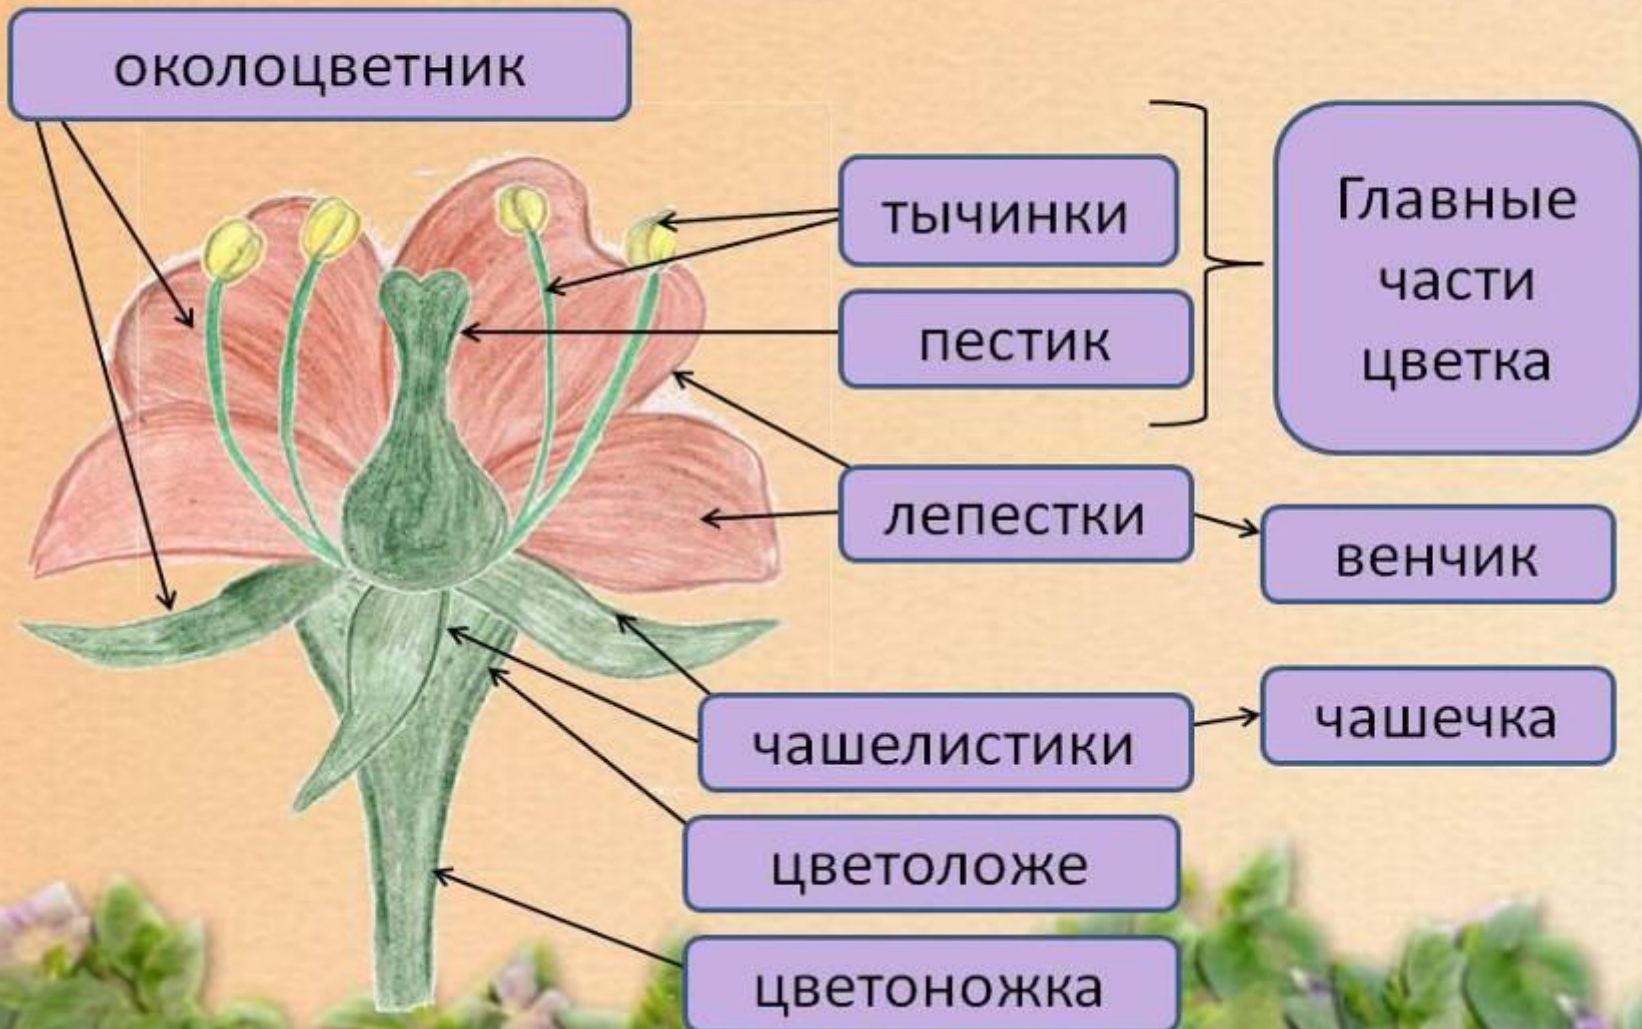 околоцветник
тычинки
пестик
Главные
части
цветка
лепестки
венчик
чашелистики
чашечка
цветоложе
цветоножка